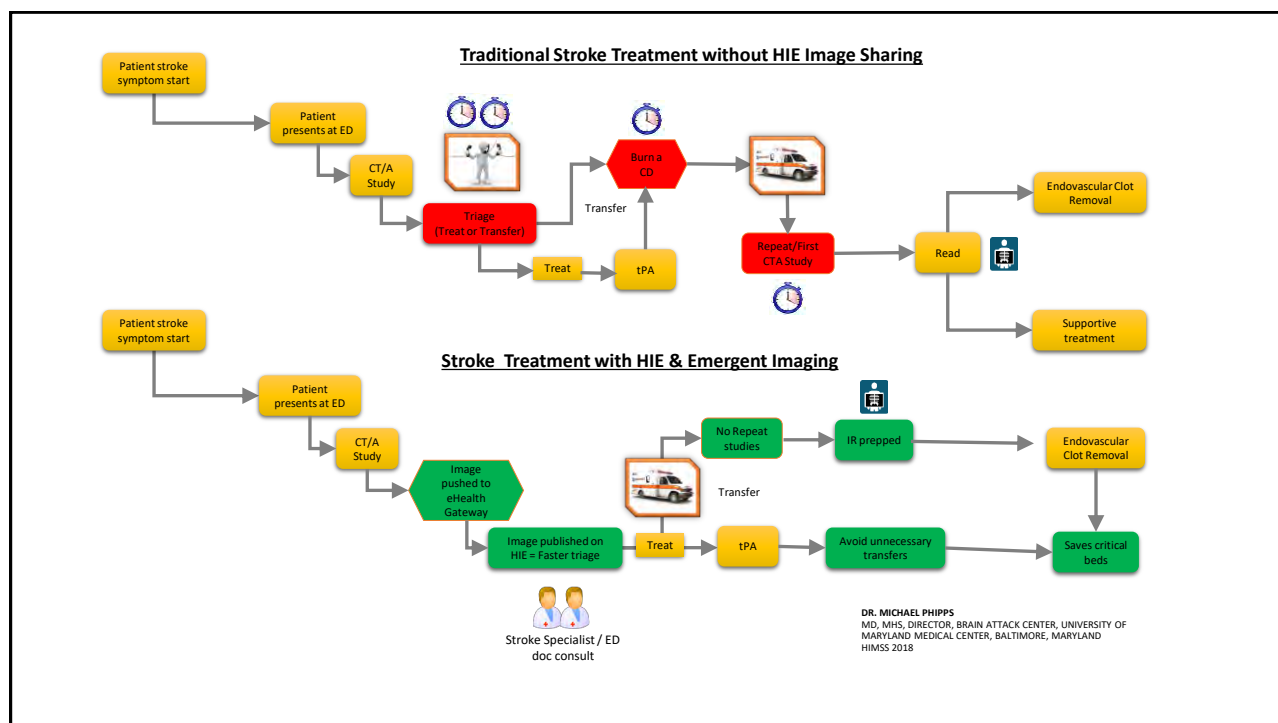 Traditional Stroke Treatment without HIE Image Sharing
Patient stroke
symptom start
Patient
presents at ED
CT/A
Study
Triage
(Treat or Transfer)
Treat
tPA
Transfer
Burn a
CD
Repeat/First
CTA Study
Read
Endovascular Clot
Removal
Supportive
treatment
Stroke  Treatment with HIE & Emergent Imaging
Patient stroke
symptom start
Patient
presents at ED
CT/A
Study
Image
pushed to
eHealth
Gateway
Image published on
HIE = Faster triage
Stroke Specialist / ED
doc consult
Treat
Transfer
No Repeat
studies
IR prepped
Endovascular
Clot Removal
tPA
Avoid unnecessary
transfers
Saves critical
beds
DR. MICHAEL PHIPPS
MD, MHS, DIRECTOR, BRAIN ATTACK CENTER, UNIVERSITY OF
MARYLAND MEDICAL CENTER, BALTIMORE, MARYLAND
HIMSS 2018